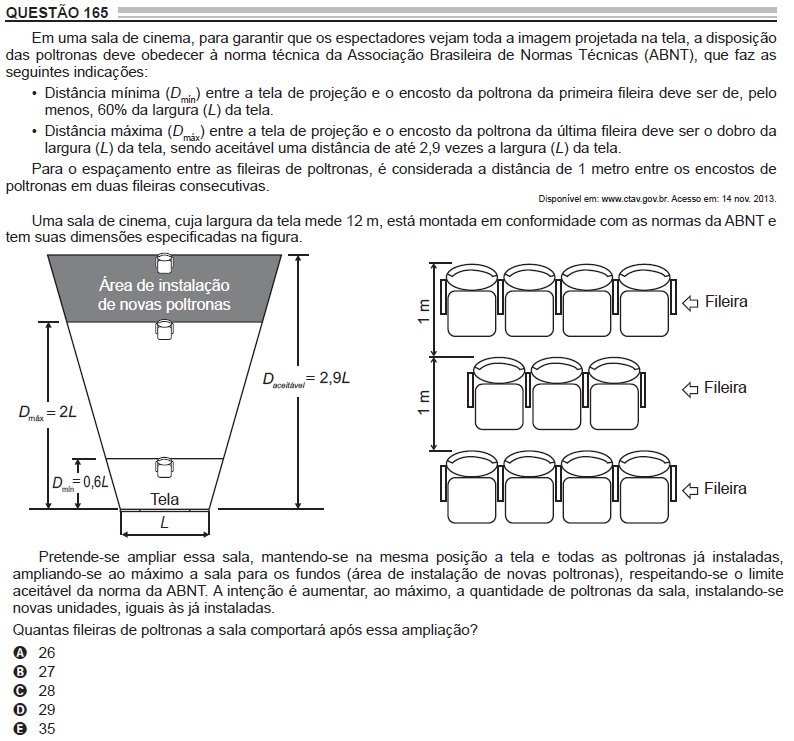 QUESTÃO 165
Em uma sala de cinema, para garantir que os espectadores vejam toda a imagem projetada na tela, a disposição
das poltronas deve obedecer à norma técnica da Associação Brasileira de Normas Técnicas (ABNT), que faz as
seguintes indicações:
• Distância mínima (Dmín) entre a tela de projeção e o encosto da poltrona da primeira fileira deve ser de, pelo
menos, 60% da largura (L) da tela.
• Distância máxima (Dmáx) entre a tela de projeção e o encosto da poltrona da última fileira deve ser o dobro da
largura (L) da tela, sendo aceitável uma distância de até 2,9 vezes a largura (L) da tela.
Para o espaçamento entre as fileiras de poltronas, é considerada a distância de 1 metro entre os encostos de
poltronas em duas fileiras consecutivas.
Disponível em: www.ctav.gov.br. Acesso em: 14 nov. 2013.
Uma sala de cinema, cuja largura da tela mede 12 m, está montada em conformidade com as normas da ABNT e
tem suas dimensões especificadas na figura.
Área de instalação
de novas poltronas
Daceitável = 2,9L
Dmáx = 2L
Dmín = 0,6L
Tela
L
1 m
Fileira
1 m
Fileira
Fileira
Pretende-se ampliar essa sala, mantendo-se na mesma posição a tela e todas as poltronas já instaladas,
ampliando-se ao máximo a sala para os fundos (área de instalação de novas poltronas), respeitando-se o limite
aceitável da norma da ABNT. A intenção é aumentar, ao máximo, a quantidade de poltronas da sala, instalando-se
novas unidades, iguais às já instaladas.
Quantas fileiras de poltronas a sala comportará após essa ampliação?
A 26
B 27
C 28
D 29
E 35